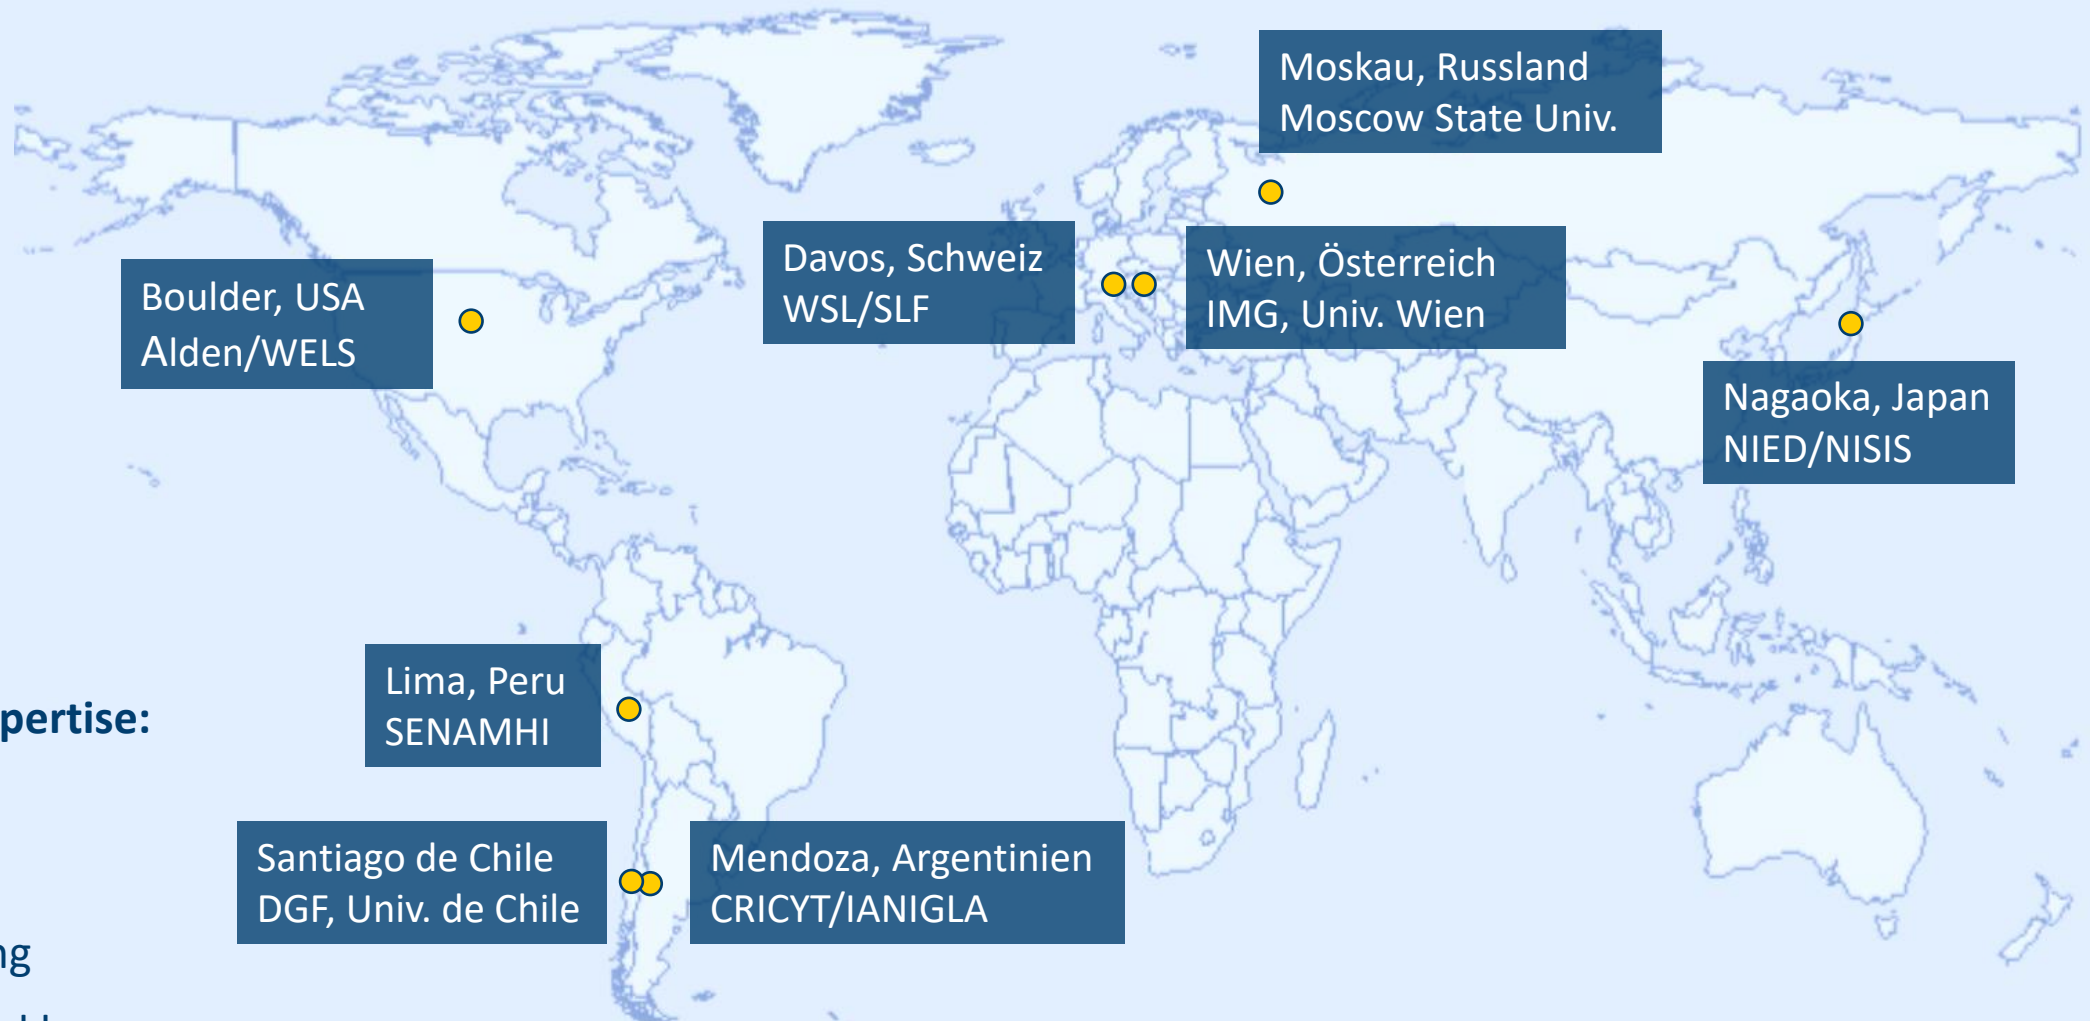 Moskau, Russland
Moscow State Univ.
Davos, Schweiz
WSL/SLF
Wien, Österreich
IMG, Univ. Wien
Boulder, USA
Alden/WELS
Nagaoka, Japan
NIED/NISIS
Lima, Peru
SENAMHI
pertise:
Santiago de Chile
DGF, Univ. de Chile
Mendoza, Argentinien
CRICYT/IANIGLA
ng